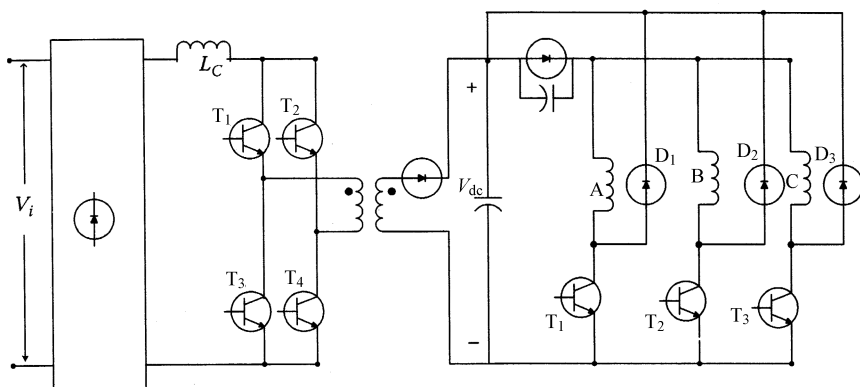 L_C
T_1
T_2
D_1
D_2
D_3
+
A
B
C
V_i
V_dc
T_3
T_4
T_1
T_2
T_3
−